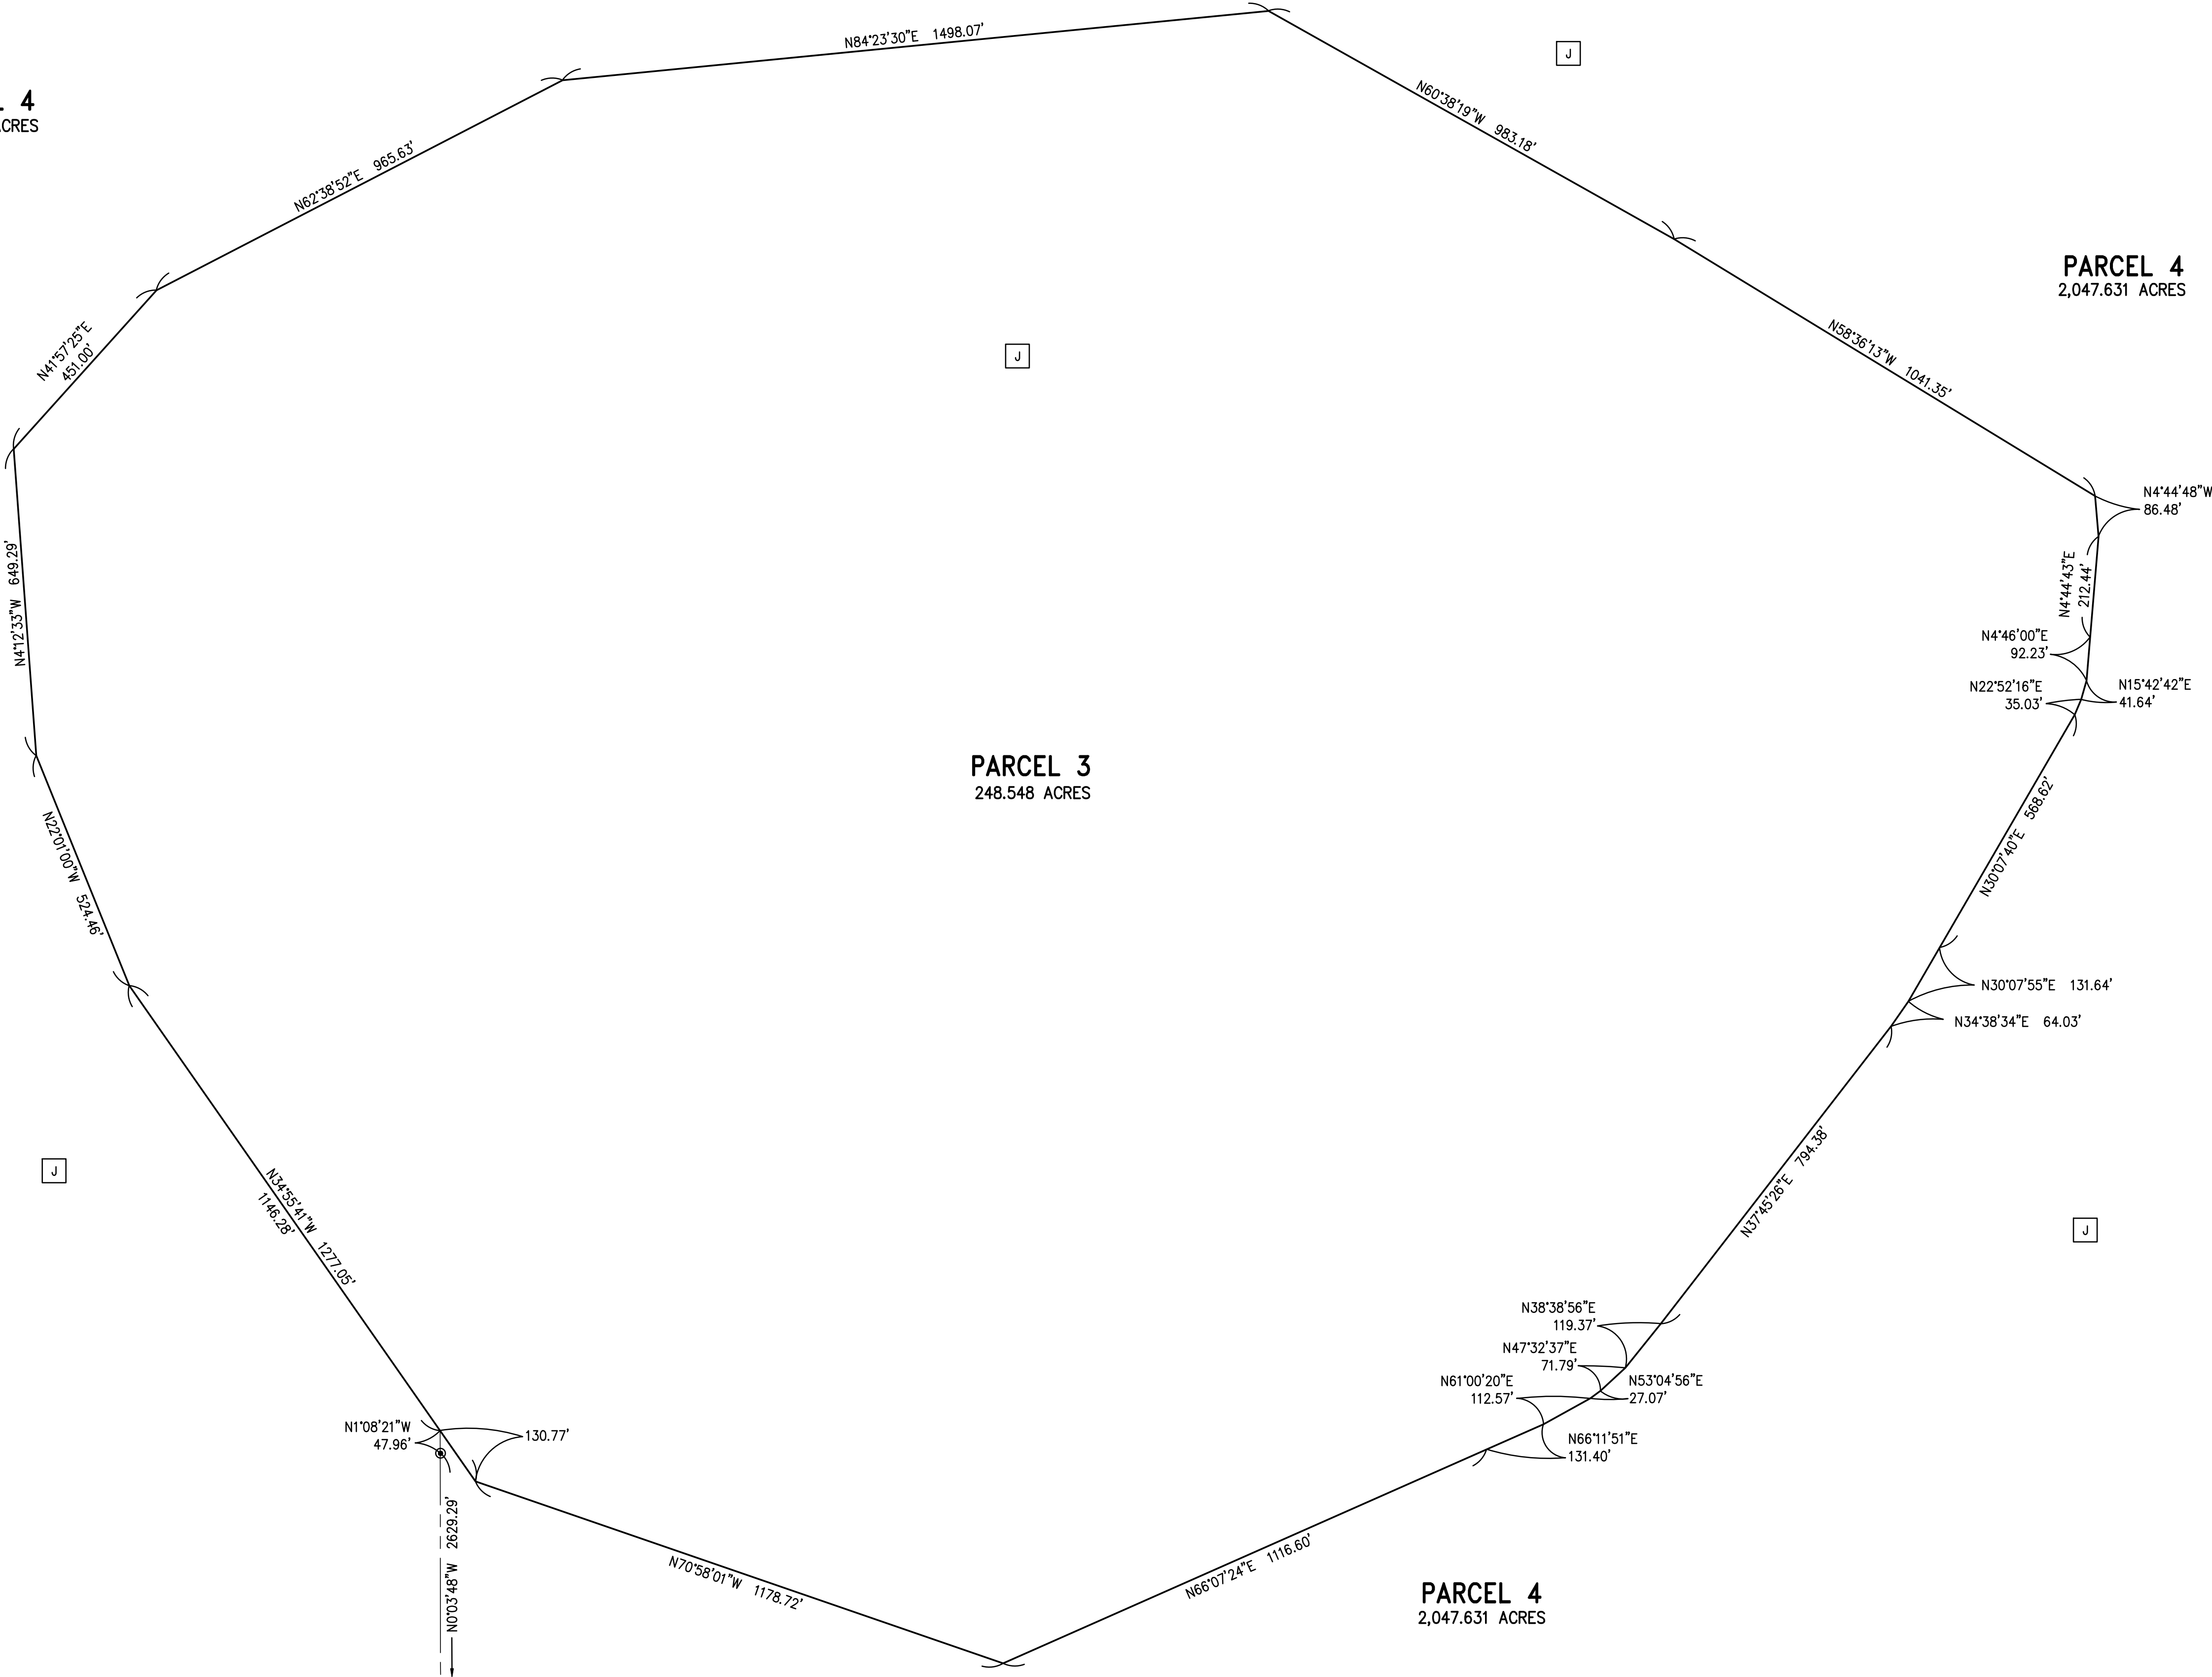 N84°23'30"E 1498.07'
J
L 4
ACRES
N60°38'19"W 983.18'
N62°38'52"E 965.63'
PARCEL 4
2,047.631 ACRES
N41°57'25"E
451.00'
J
N58°36'13"W 1041.35'
N4°44'48"W
86.48'
N4°12'33"W 649.29'
N4°44'43"E
212.44'
N4°46'00"E
92.23'
N22°52'16"E
35.03'
N15°42'42"E
41.64'
PARCEL 3
248.548 ACRES
N22°01'00"W 524.46'
N30°07'40"E 568.62'
N30°07'55"E 131.64'
N34°38'34"E 64.03'
J
N34°55'41"W 1277.05'
1146.28'
N37°45'26"E 794.38'
J
N38°38'56"E
119.37'
N47°32'37"E
71.79'
N61°00'20"E
112.57'
N53°04'56"E
27.07'
N1°08'21"W
47.96'
130.77'
N66°11'51"E
131.40'
N0°03'48"W 2629.29'
N70°58'01"W 1178.72'
N66°07'24"E 1116.60'
PARCEL 4
2,047.631 ACRES